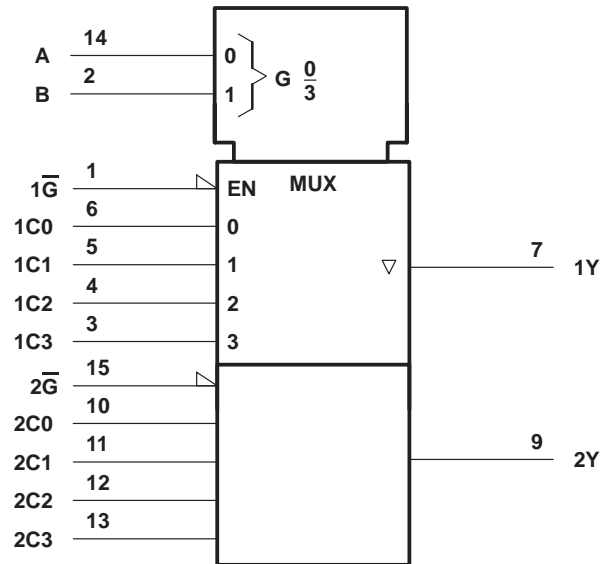 A 14 0
B 2 1
G 0/3
1G̅ 1 EN MUX
1C0 6 0
1C1 5 1
7 1Y
1C2 4 2
1C3 3 3
2G̅ 15
2C0 10
2C1 11
9 2Y
2C2 12
2C3 13